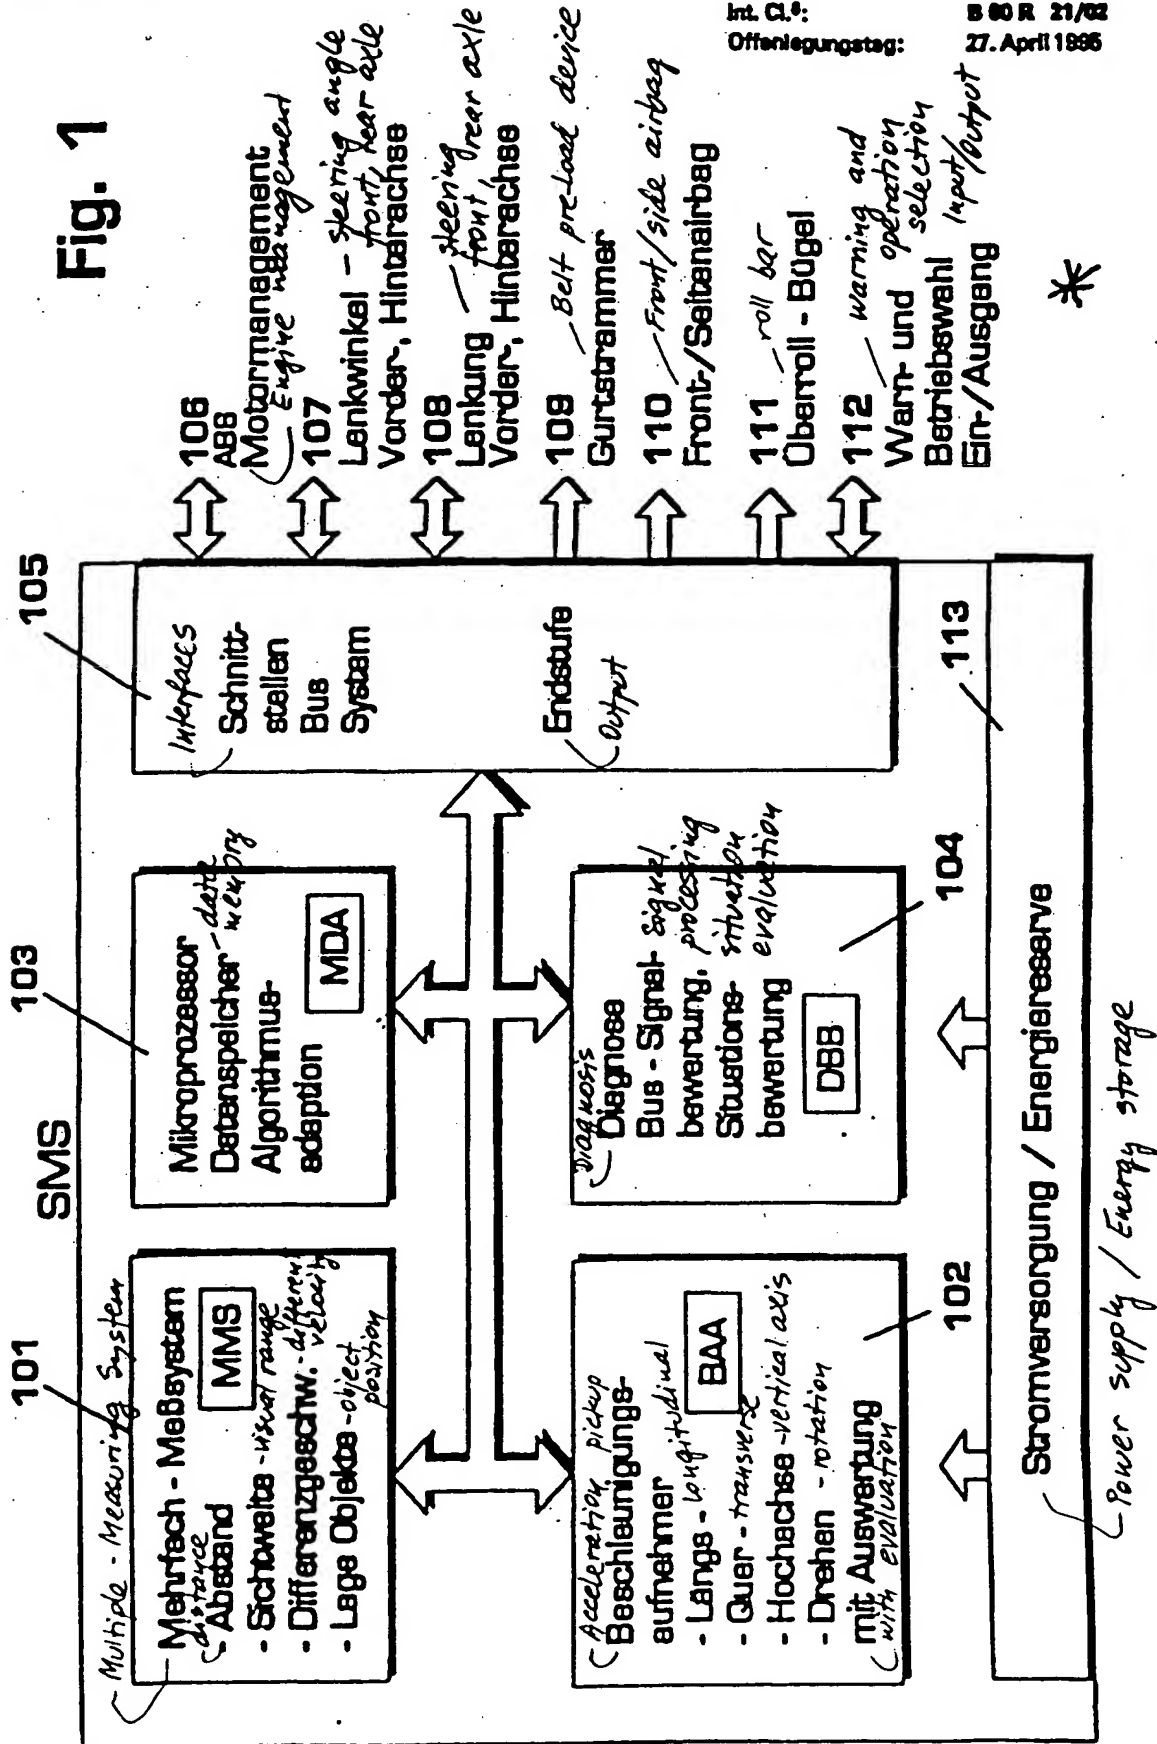 Int. Cl.⁶: B 60 R 21/02
Offenlegungstag: 27. April 1995
Fig. 1
SMS
101
Multiple - Measuring System
Mehrfach - Meßsystem
distance
- Abstand
MMS
- Sichtweite - visual range
- Differenzgeschw. - different velocity
- Lage Objekte - object position
103
Mikroprozessor
Datenspeicher - data memory
Algorithmus-
adaption
MDA
105
Interfaces
Schnitt-
stellen
Bus
System
Endstufe
Output
106
ABS
Motormanagement
Engine management
107
Lenkwinkel - steering angle
Vorder-, Hinterachse front, rear axle
108
Lenkung - steering
Vorder-, Hinterachse front, rear axle
109
Gurtstrammer - Belt pre-load device
110
Front-/Seitenairbag - Front/side airbag
111
Überroll - Bügel - roll bar
112
Warn- und warning and
Betriebswahl operation selection
Ein-/Ausgang Input/Output
*
Acceleration pickup
Beschleunigungs-
aufnehmer
- Längs - longitudinal
BAA
- Quer - transverse
- Hochachse - vertical axis
- Drehen - rotation
mit Auswertung
with evaluation
102
Diagnosis
Diagnose
Bus - Signal- signal
bewertung, processing
Situations- situation
bewertung evaluation
DBB
104
113
Stromversorgung / Energiereserve
Power supply / Energy storage